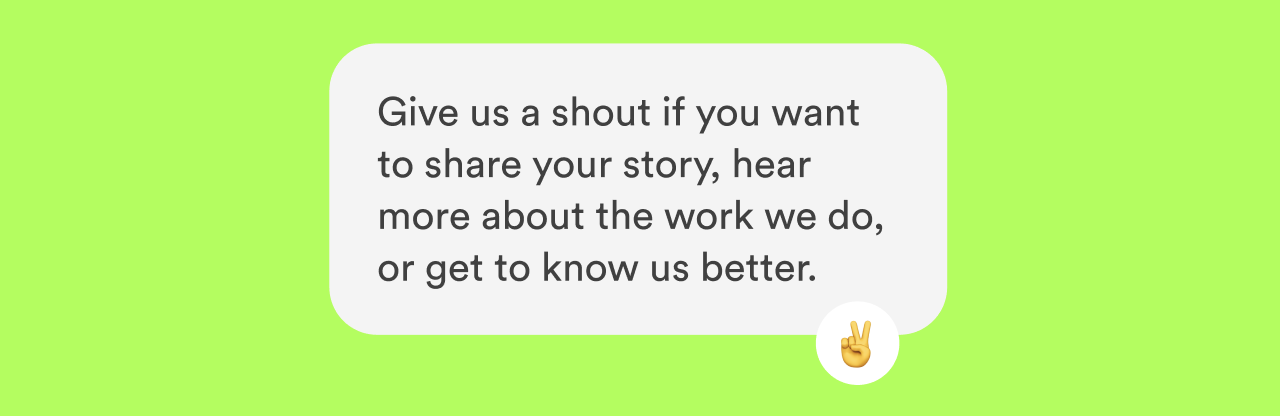 Give us a shout if you want
to share your story, hear
more about the work we do,
or get to know us better.